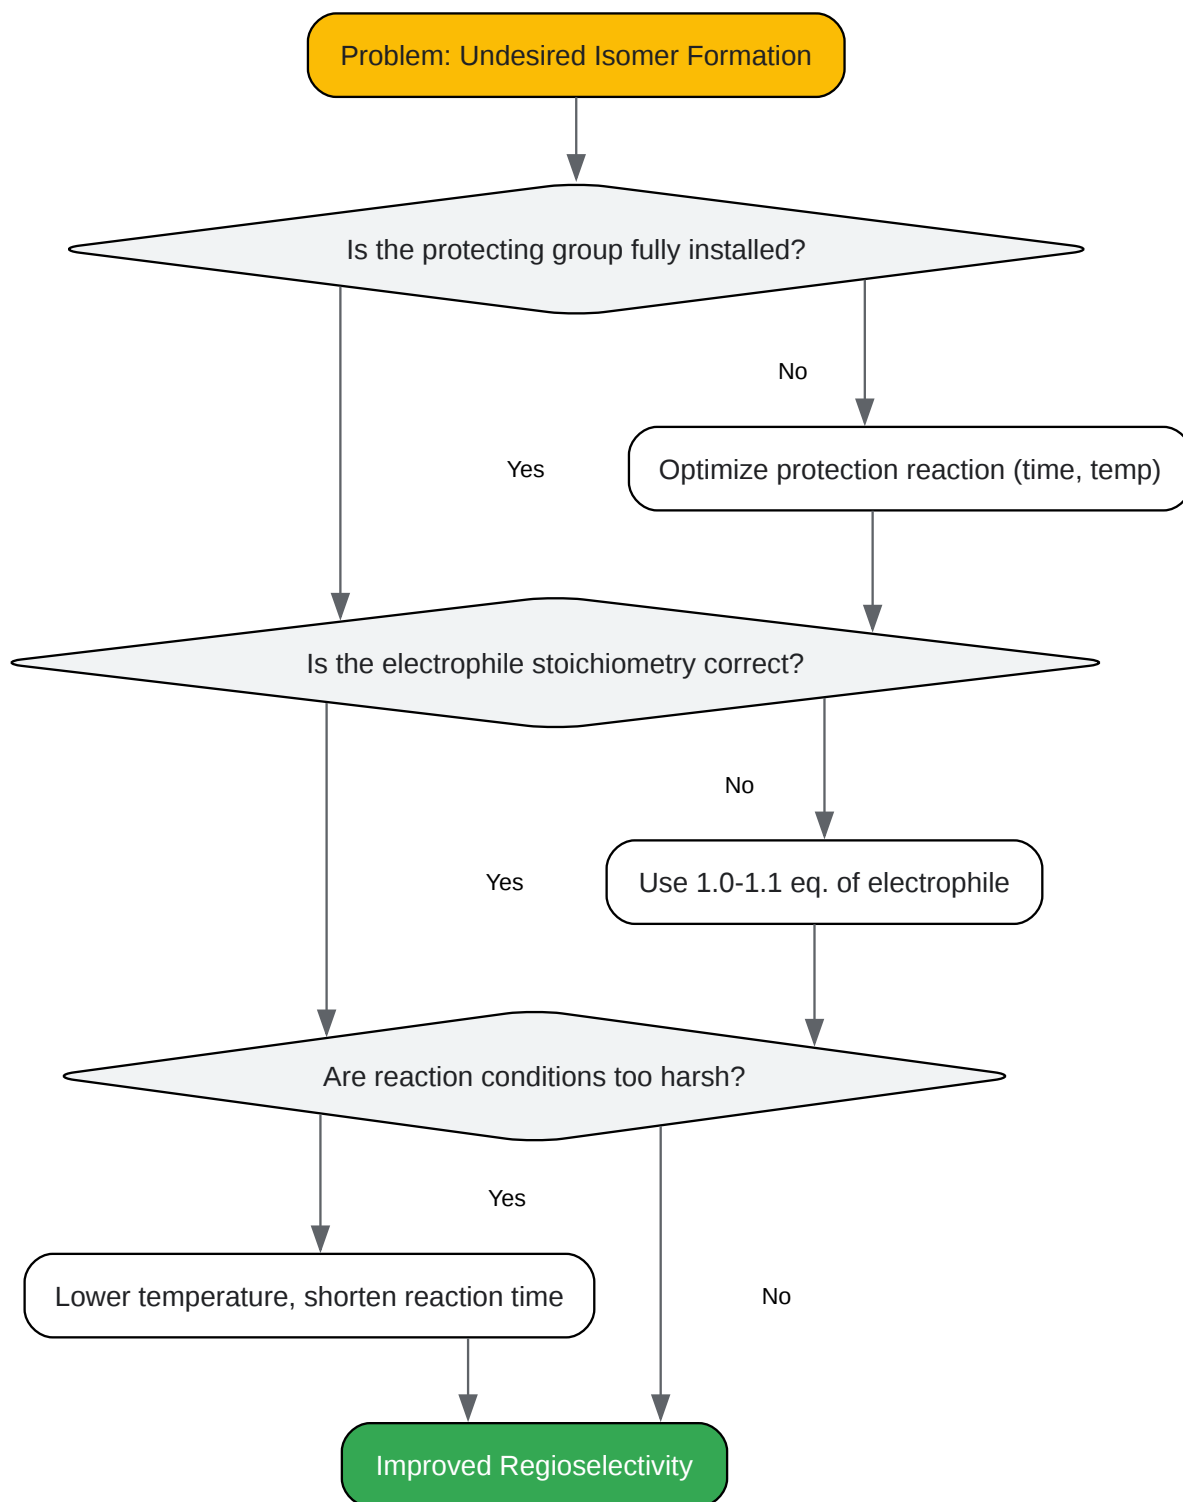 Problem: Undesired Isomer Formation
Is the protecting group fully installed?
No
Yes
Optimize protection reaction (time, temp)
Is the electrophile stoichiometry correct?
No
Yes
Use 1.0-1.1 eq. of electrophile
Are reaction conditions too harsh?
Yes
Lower temperature, shorten reaction time
No
Improved Regioselectivity